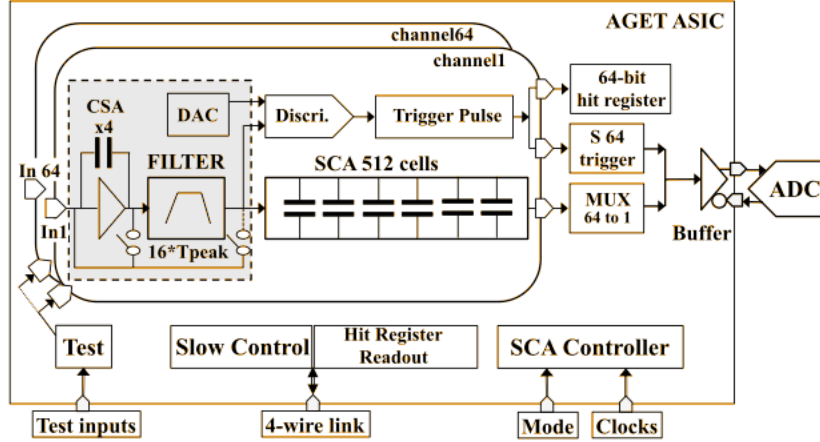 AGET ASIC
channel64
channel1
CSA
x4
DAC
Discri.
Trigger Pulse
64-bit
hit register
In 64
FILTER
SCA 512 cells
S 64
trigger
ADC
In1
16*Tpeak
MUX
64 to 1
Buffer
Test
Slow Control
Hit Register
Readout
SCA Controller
Test inputs
4-wire link
Mode
Clocks